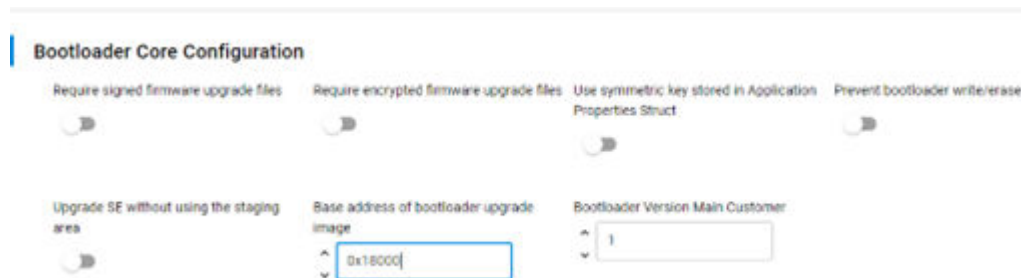 Bootloader Core Configuration
Require signed firmware upgrade files
Require encrypted firmware upgrade files
Use symmetric key stored in Application
Properties Struct
Prevent bootloader write/erase
Upgrade SE without using the staging
area
Base address of bootloader upgrade
image
0x18000
Bootloader Version Main Customer
1